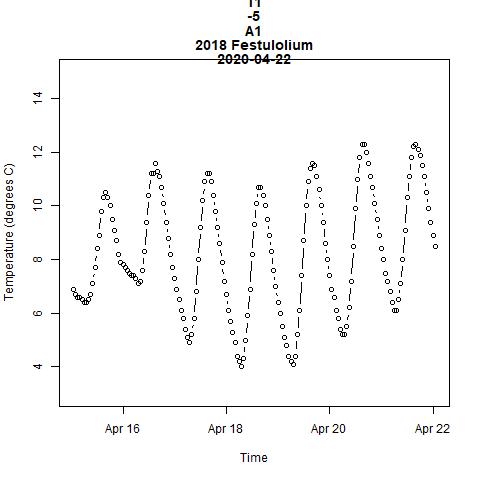 T1
-5
A1
2018 Festulolium
2020-04-22
Temperature (degrees C)
14
12
10
8
6
4
Apr 16
Apr 18
Apr 20
Apr 22
Time